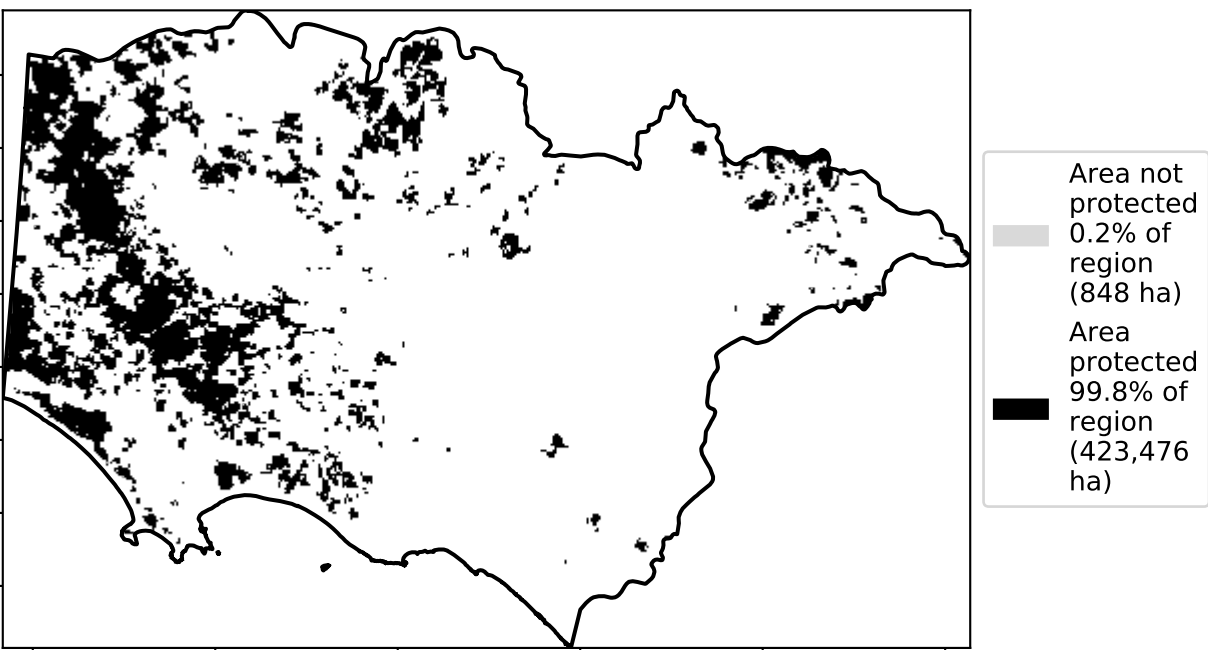 Area not
protected
0.2% of
region
(848 ha)
Area
protected
99.8% of
region
(423,476
ha)